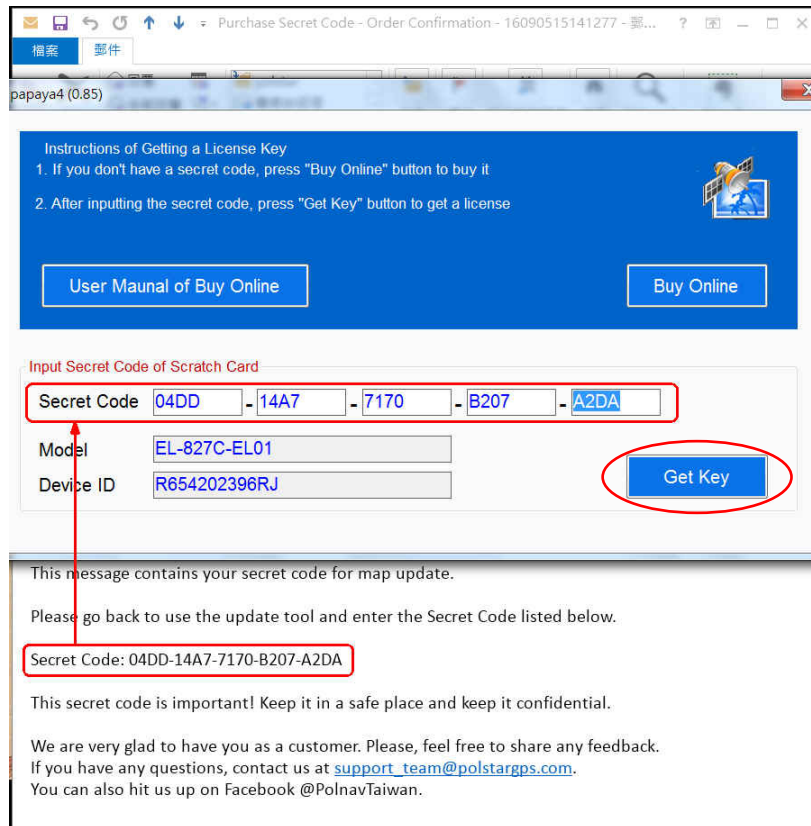 Purchase Secret Code - Order Confirmation - 16090515141277 - 郵... ?
檔案 郵件
papaya4 (0.85)
Instructions of Getting a License Key
1. If you don't have a secret code, press "Buy Online" button to buy it
2. After inputting the secret code, press "Get Key" button to get a license
User Maunal of Buy Online Buy Online
Input Secret Code of Scratch Card
Secret Code 04DD - 14A7 - 7170 - B207 - A2DA
Model EL-827C-EL01
Device ID R654202396RJ
Get Key
This message contains your secret code for map update.
Please go back to use the update tool and enter the Secret Code listed below.
Secret Code: 04DD-14A7-7170-B207-A2DA
This secret code is important! Keep it in a safe place and keep it confidential.
We are very glad to have you as a customer. Please, feel free to share any feedback.
If you have any questions, contact us at support_team@polstargps.com.
You can also hit us up on Facebook @PolnavTaiwan.